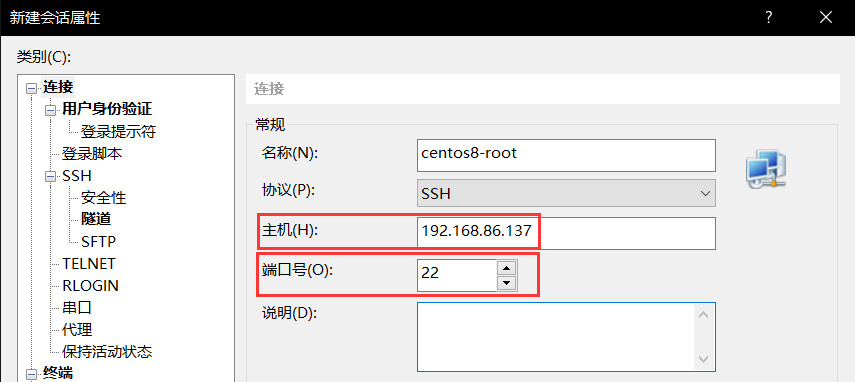 新建会话属性
类别(C):
连接
用户身份验证
登录提示符
登录脚本
SSH
安全性
隧道
SFTP
TELNET
RLOGIN
串口
代理
保持活动状态
终端
连接
常规
名称(N): centos8-root
协议(P): SSH
主机(H): 192.168.86.137
端口号(O): 22
说明(D):